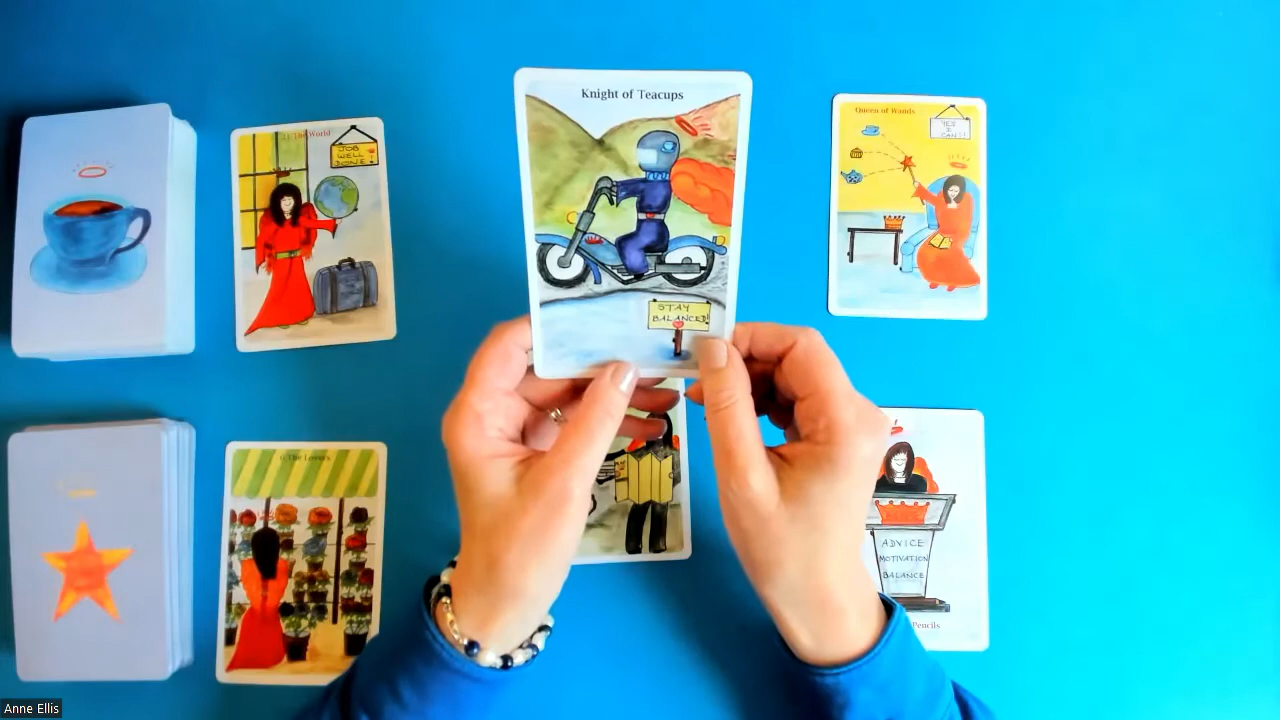 Knight of Teacups
STAY
BALANCED!
21 The World
JOB
WELL
DONE!
Queen of Wands
YES
I
CAN!!
6 The Lovers
ADVICE
MOTIVATION
BALANCE
Pencils
Anne Ellis